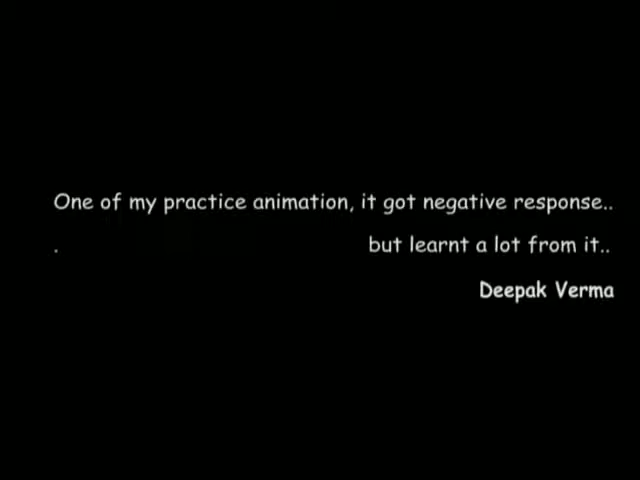 One of my practice animation, it got negative response..
. but learnt a lot from it..
Deepak Verma